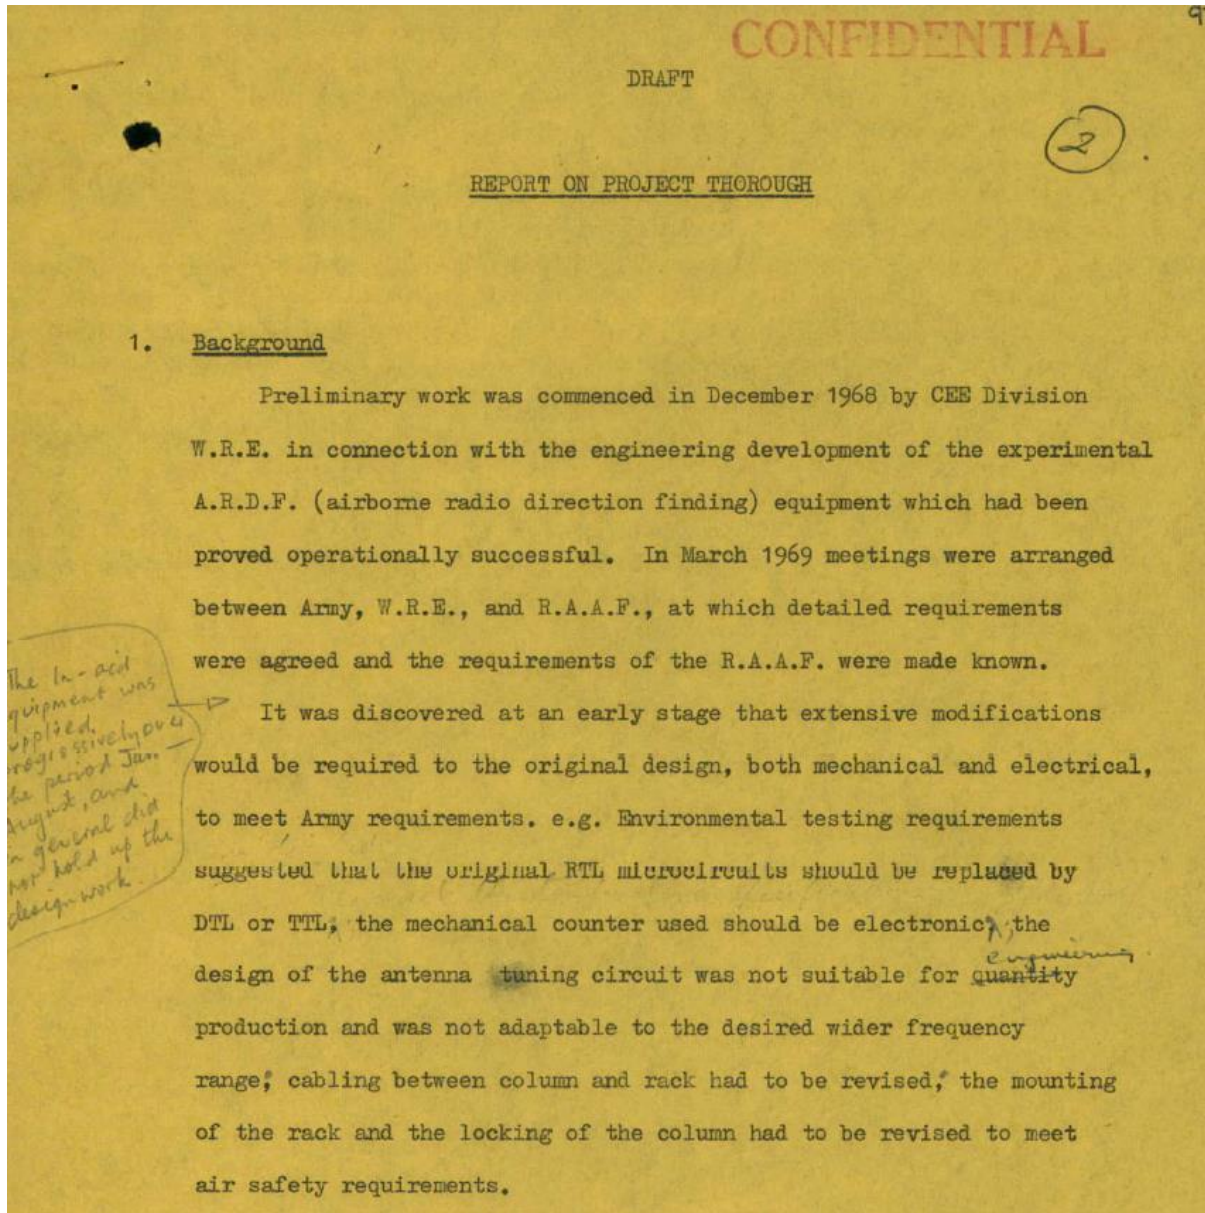 CONFIDENTIAL
9
DRAFT
2
REPORT ON PROJECT THOROUGH
1. Background
Preliminary work was commenced in December 1968 by CEE Division
W.R.E. in connection with the engineering development of the experimental
A.R.D.F. (airborne radio direction finding) equipment which had been
proved operationally successful. In March 1969 meetings were arranged
between Army, W.R.E., and R.A.A.F., at which detailed requirements
were agreed and the requirements of the R.A.A.F. were made known.
The In-aid
quipment was
upplied
rogressively over
he period Jan -
August, and
n general did
not hold up the
design work.
It was discovered at an early stage that extensive modifications
would be required to the original design, both mechanical and electrical,
to meet Army requirements. e.g. Environmental testing requirements
suggested that the original RTL microcircuits should be replaced by
DTL or TTL; the mechanical counter used should be electronic; the
engineering
design of the antenna tuning circuit was not suitable for quantity
production and was not adaptable to the desired wider frequency
range; cabling between column and rack had to be revised; the mounting
of the rack and the locking of the column had to be revised to meet
air safety requirements.